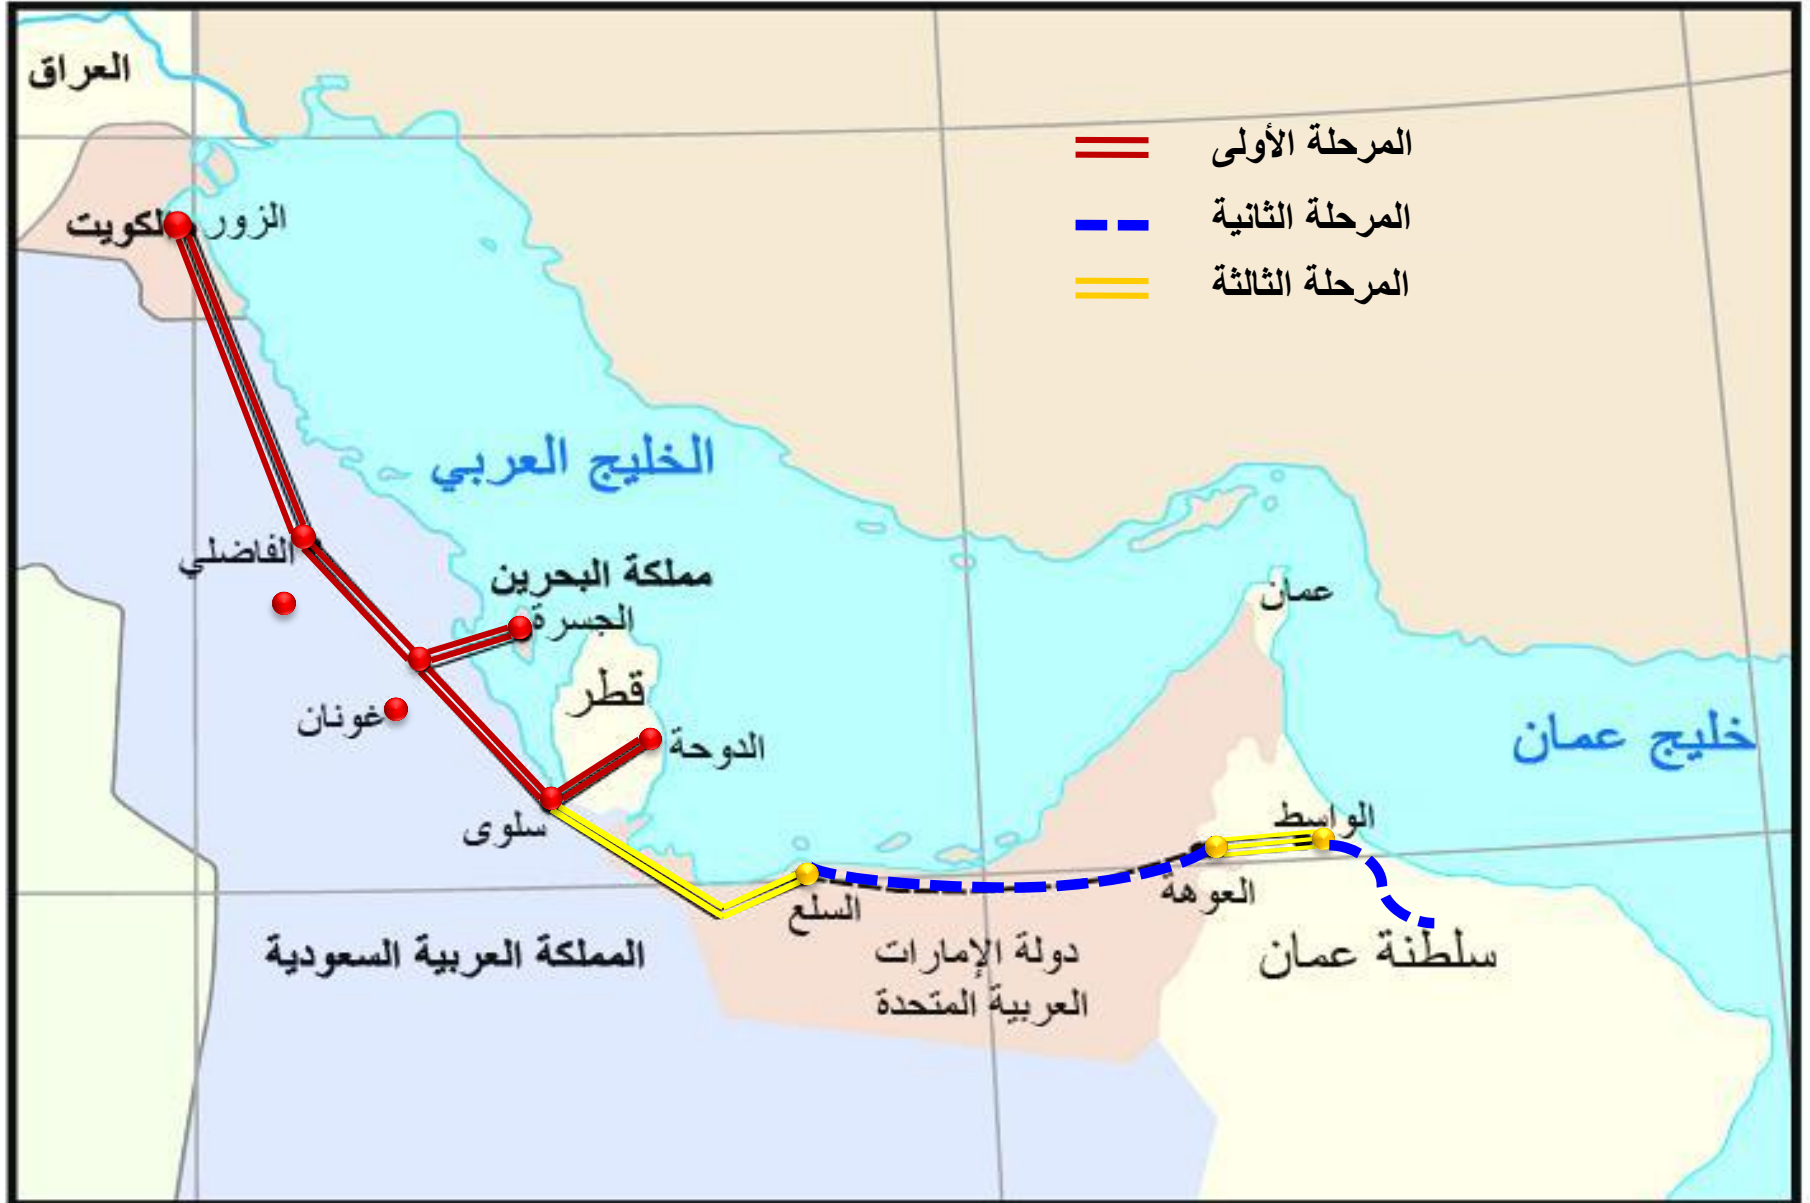 العراق
المرحلة الأولى
المرحلة الثانية
المرحلة الثالثة
الكويت
الزور
الخليج العربي
الفاضلي
مملكة البحرين
الجسرة
عمان
قطر
غونان
الدوحة
خليج عمان
سلوى
الواسط
العوهة
السلع
المملكة العربية السعودية
دولة الإمارات
العربية المتحدة
سلطنة عمان